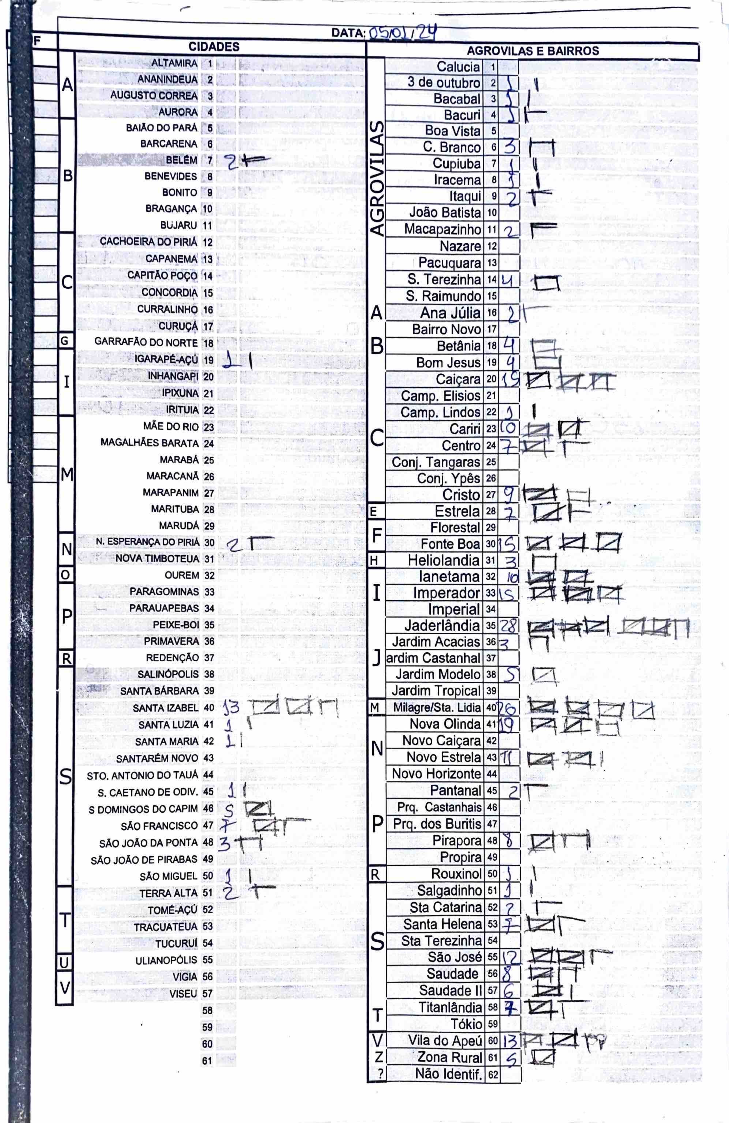 DATA: 05/01/24
F
CIDADES
A
ALTAMIRA 1
ANANINDEUA 2
AUGUSTO CORREA 3
AURORA 4
B
BAIÃO DO PARÁ 5
BARCARENA 6
BELÉM 7 2
BENEVIDES 8
BONITO 9
BRAGANÇA 10
BUJARU 11
C
CACHOEIRA DO PIRIÁ 12
CAPANEMA 13
CAPITÃO POÇO 14
CONCORDIA 15
CURRALINHO 16
CURUÇÁ 17
G
GARRAFÃO DO NORTE 18
I
IGARAPÉ-AÇÚ 19 1
INHANGAPI 20
IPIXUNA 21
IRITUIA 22
M
MÃE DO RIO 23
MAGALHÃES BARATA 24
MARABÁ 25
MARACANÃ 26
MARAPANIM 27
MARITUBA 28
MARUDÁ 29
N
N. ESPERANÇA DO PIRIÁ 30 2
NOVA TIMBOTEUA 31
O
OUREM 32
P
PARAGOMINAS 33
PARAUAPEBAS 34
PEIXE-BOI 35
PRIMAVERA 36
R
REDENÇÃO 37
S
SALINÓPOLIS 38
SANTA BÁRBARA 39
SANTA IZABEL 40 13
SANTA LUZIA 41 1
SANTA MARIA 42 1
SANTARÉM NOVO 43
STO. ANTONIO DO TAUÁ 44
S. CAETANO DE ODIV. 45 1
S DOMINGOS DO CAPIM 46 5
SÃO FRANCISCO 47 7
SÃO JOÃO DA PONTA 48 3
SÃO JOÃO DE PIRABAS 49
SÃO MIGUEL 50 1
T
TERRA ALTA 51 2
TOMÉ-AÇÚ 52
TRACUATEUA 53
TUCURUÍ 54
U
ULIANOPÓLIS 55
V
VIGIA 56
VISEU 57
58
59
60
61
AGROVILAS E BAIRROS
AGROVILAS
Calucia 1
3 de outubro 2 1
Bacabal 3 1
Bacuri 4
Boa Vista 5
C. Branco 6 3
Cupiuba 7 1
Iracema 8 1
Itaqui 9 2
João Batista 10
Macapazinho 11 2
Nazare 12
Pacuquara 13
S. Terezinha 14 4
S. Raimundo 15
A
Ana Júlia 16 2
B
Bairro Novo 17
Betânia 18 4
Bom Jesus 19 4
C
Caiçara 20 15
Camp. Elisios 21
Camp. Lindos 22 1
Cariri 23 10
Centro 24 7
Conj. Tangaras 25
Conj. Ypês 26
Cristo 27 9
E
Estrela 28 7
F
Florestal 29
Fonte Boa 30 15
H
Heliolandia 31 3
I
Ianetama 32 10
Imperador 33 15
Imperial 34
J
Jaderlândia 35 28
Jardim Acacias 36 3
ardim Castanhal 37
Jardim Modelo 38 5
Jardim Tropical 39
M
Milagre/Sta. Lidia 40 20
N
Nova Olinda 41 19
Novo Caiçara 42
Novo Estrela 43 11
Novo Horizonte 44
P
Pantanal 45 2
Prq. Castanhais 46
Prq. dos Buritis 47
Pirapora 48 8
Propira 49
R
Rouxinol 50 1
S
Salgadinho 51 1
Sta Catarina 52 2
Santa Helena 53 7
Sta Terezinha 54
São José 55 12
Saudade 56 8
Saudade II 57 6
T
Titanlândia 58 7
Tókio 59
V
Vila do Apeú 60 13
Z
Zona Rural 61 5
?
Não Identif. 62